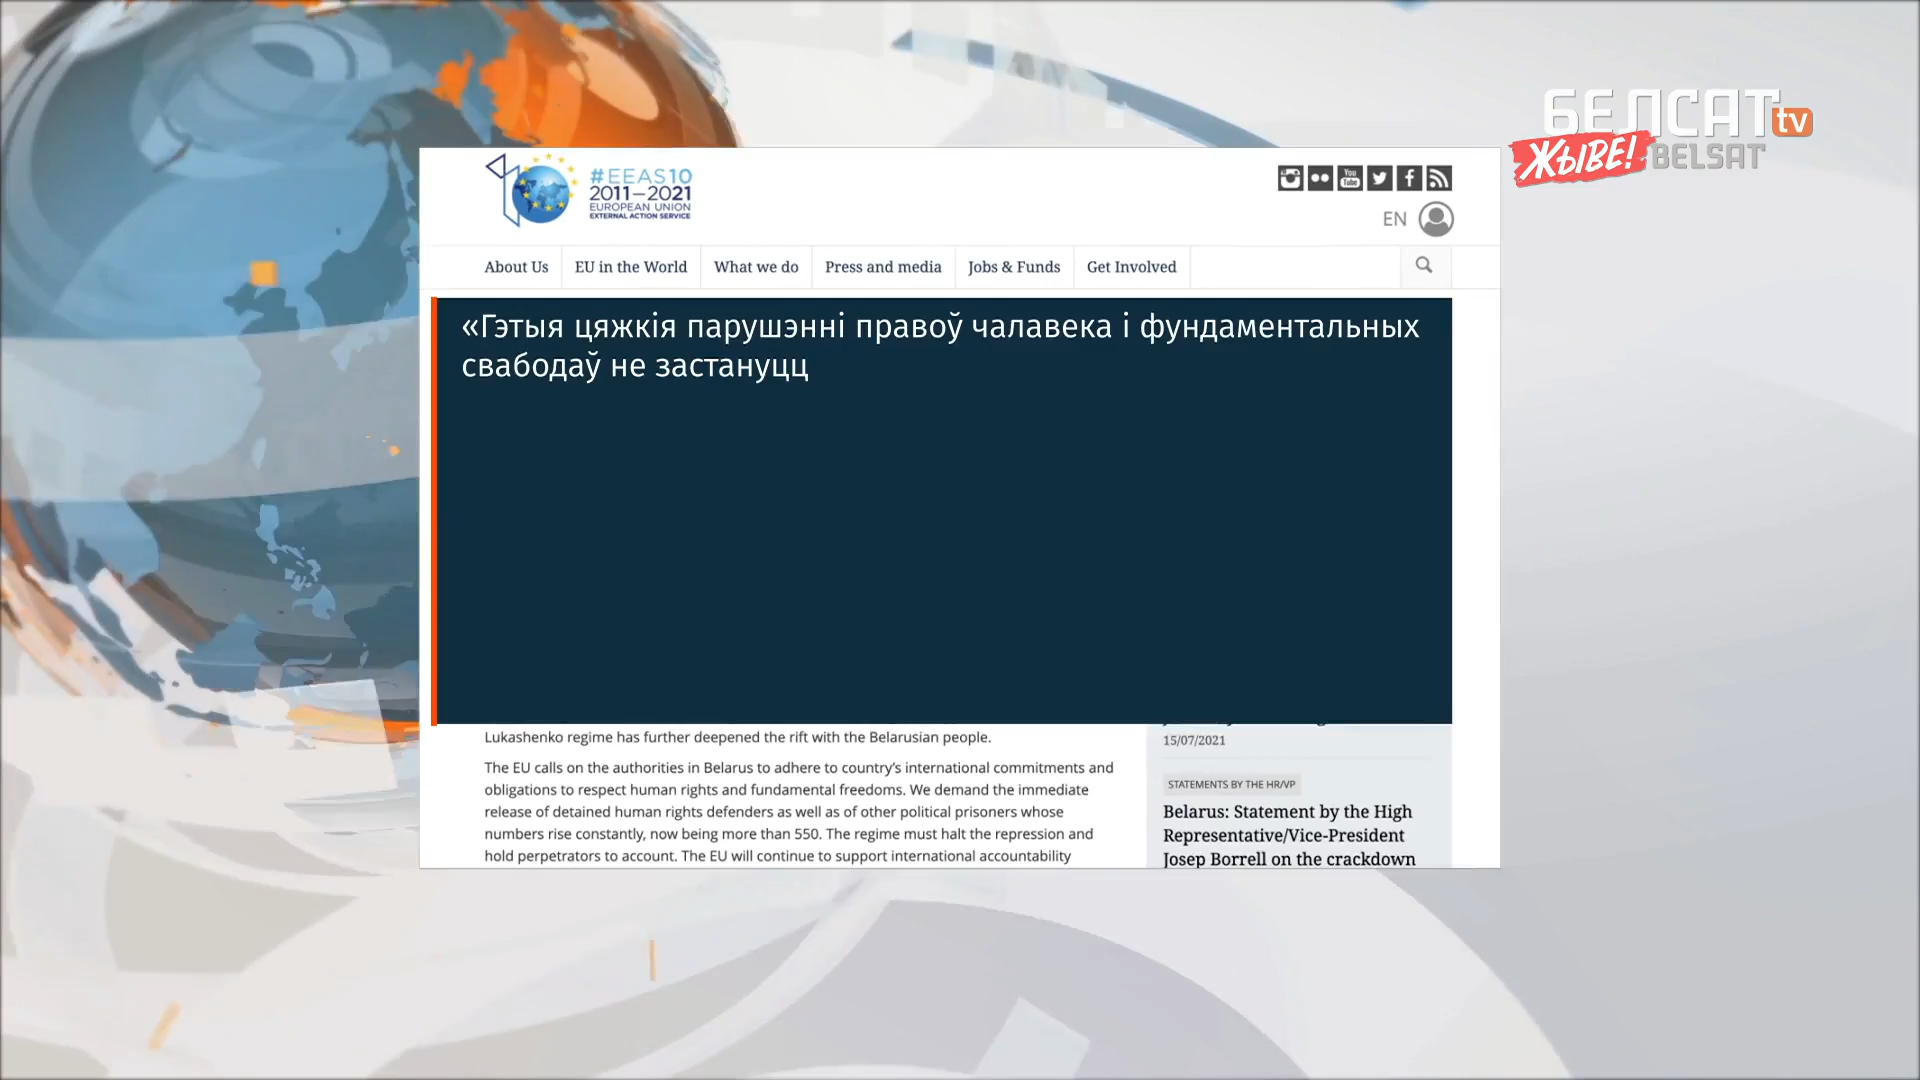 БЕЛСАТ tv
ЖЫВЕ! BELSAT
#EEAS10
2011—2021
EUROPEAN UNION
EXTERNAL ACTION SERVICE
You
Tube
EN
About Us EU in the World What we do Press and media Jobs & Funds Get Involved
«Гэтыя цяжкія парушэнні правоў чалавека і фундаментальных
свабодаў не застануцц
Lukashenko regime has further deepened the rift with the Belarusian people.
The EU calls on the authorities in Belarus to adhere to country’s international commitments and
obligations to respect human rights and fundamental freedoms. We demand the immediate
release of detained human rights defenders as well as of other political prisoners whose
numbers rise constantly, now being more than 550. The regime must halt the repression and
hold perpetrators to account. The EU will continue to support international accountability
15/07/2021
STATEMENTS BY THE HR/VP
Belarus: Statement by the High
Representative/Vice-President
Josep Borrell on the crackdown